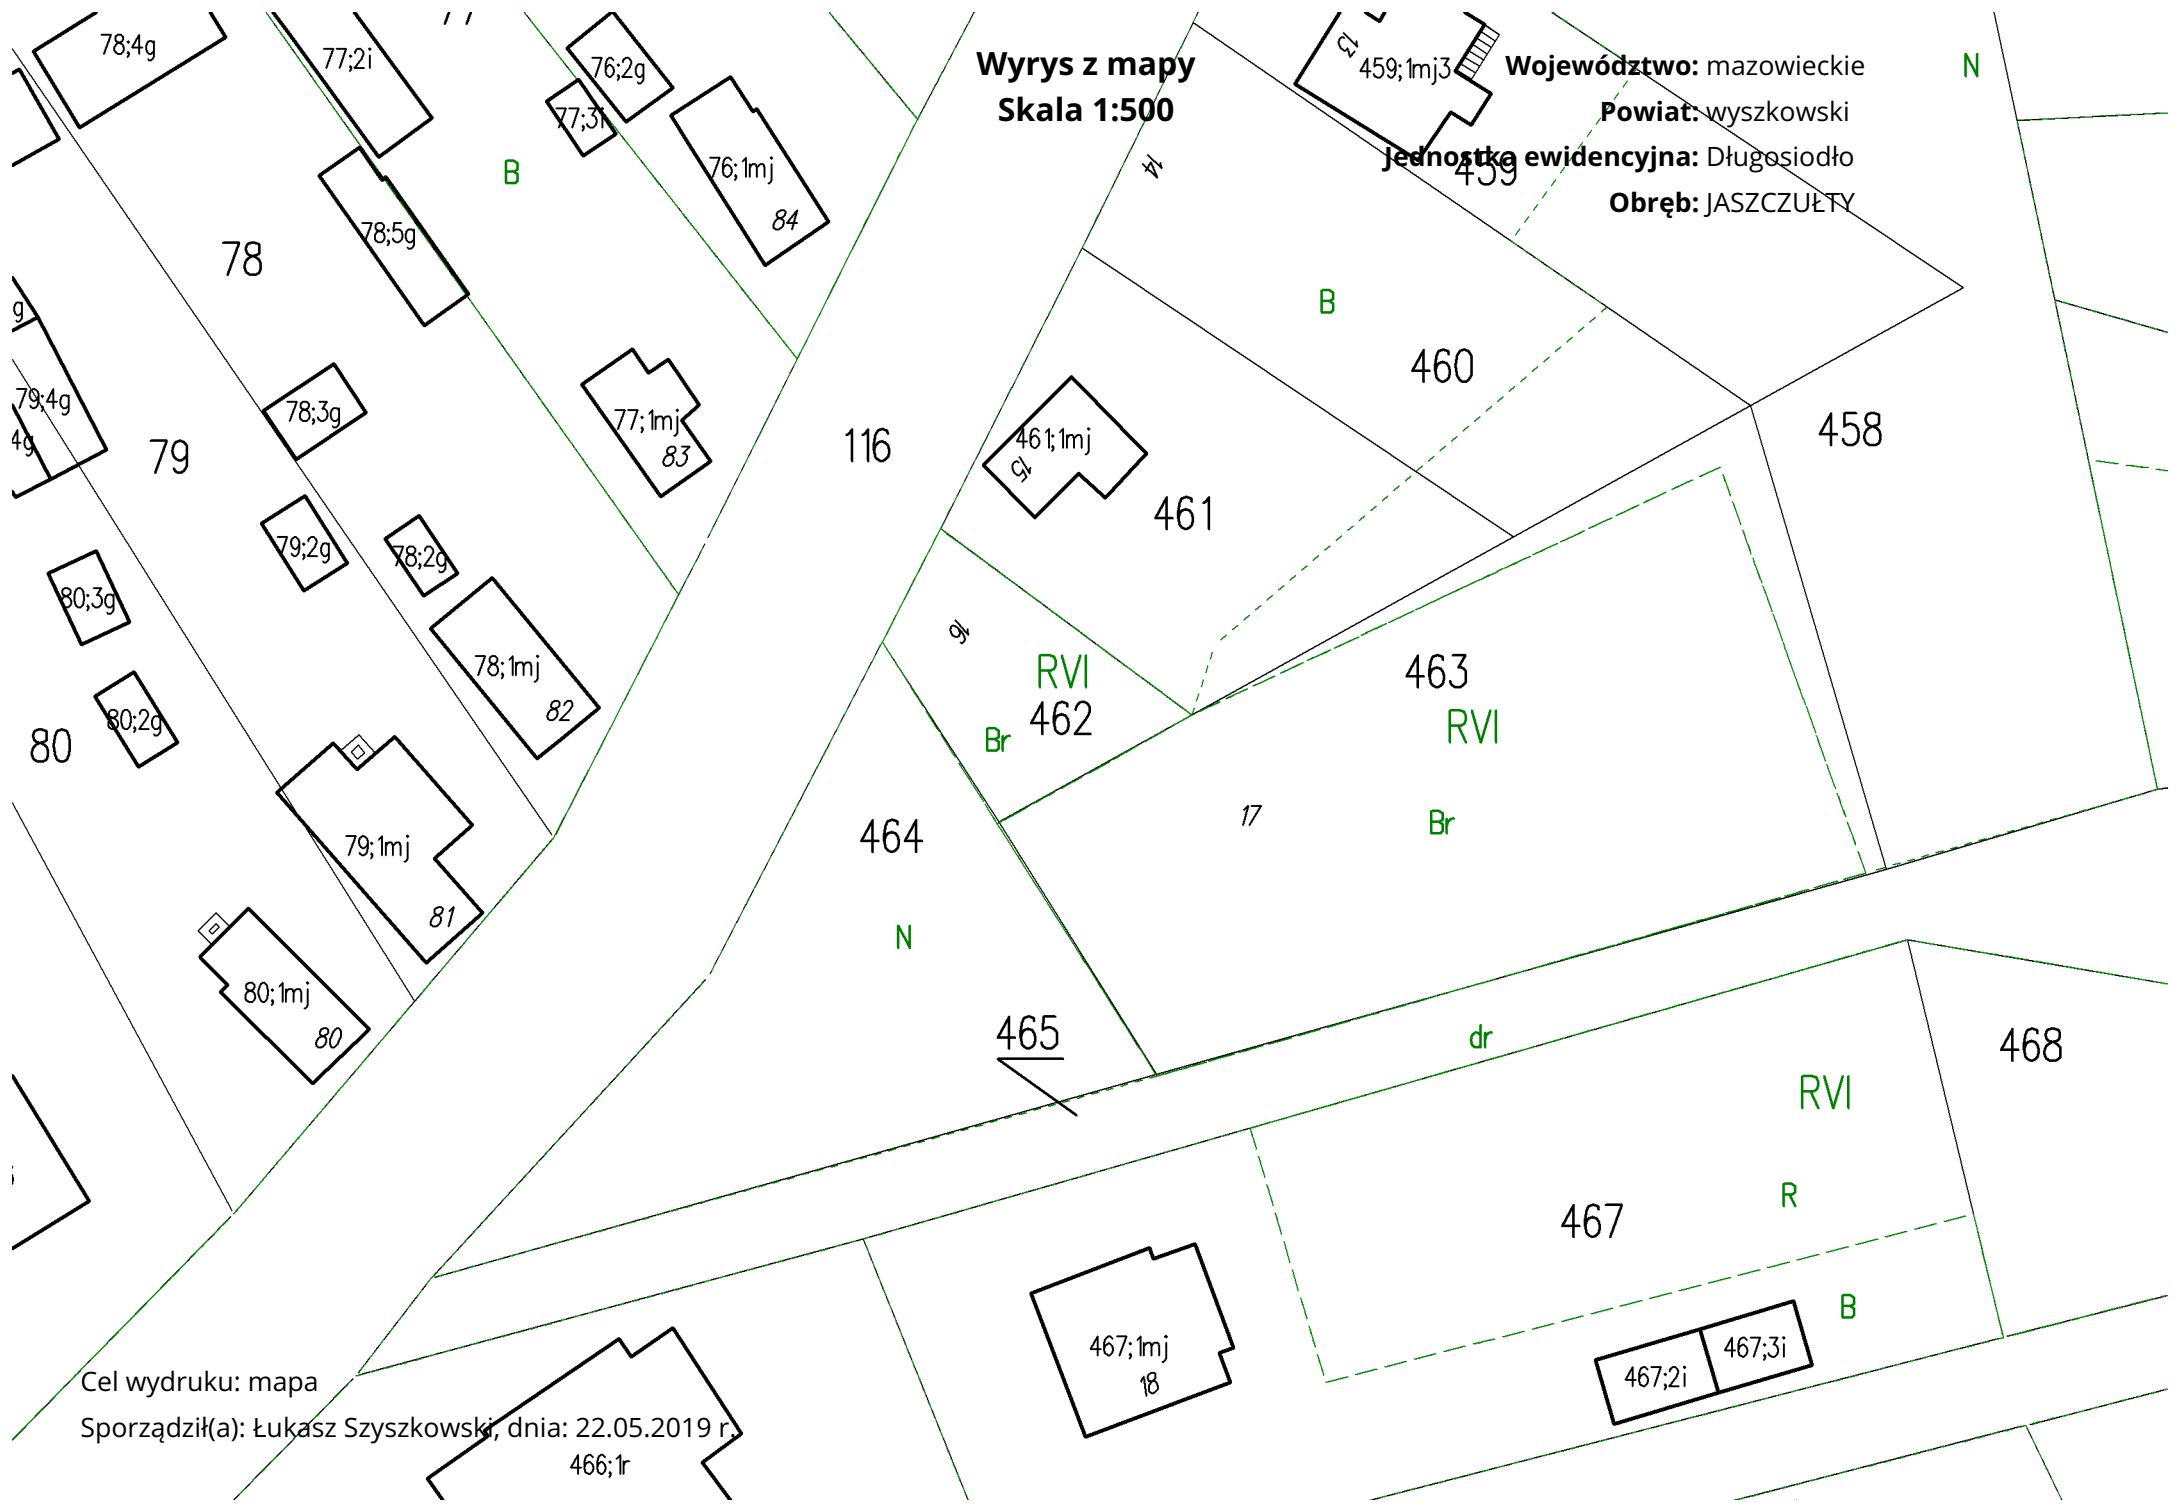 78;4g
77;2i
76;2g
77;3i
76;1mj
84
Wyrys z mapy
Skala 1:500
13
459;1mj3
Województwo: mazowieckie
Powiat: wyszkowski
Jednostka ewidencyjna: Długosiodło
Obręb: JASZCZUŁTY
459
N
B
14
78
78;5g
g
B
460
79;4g
4g
79
78;3g
77;1mj
83
116
461;1mj
15
461
458
79;2g
78;2g
80;3g
78;1mj
82
16
RVI
462
Br
463
RVI
80
80;2g
17
Br
79;1mj
81
464
N
80;1mj
80
465
dr
468
RVI
R
467
B
467;1mj
18
467;2i
467;3i
Cel wydruku: mapa
Sporządził(a): Łukasz Szyszkowski, dnia: 22.05.2019 r.
466;1r